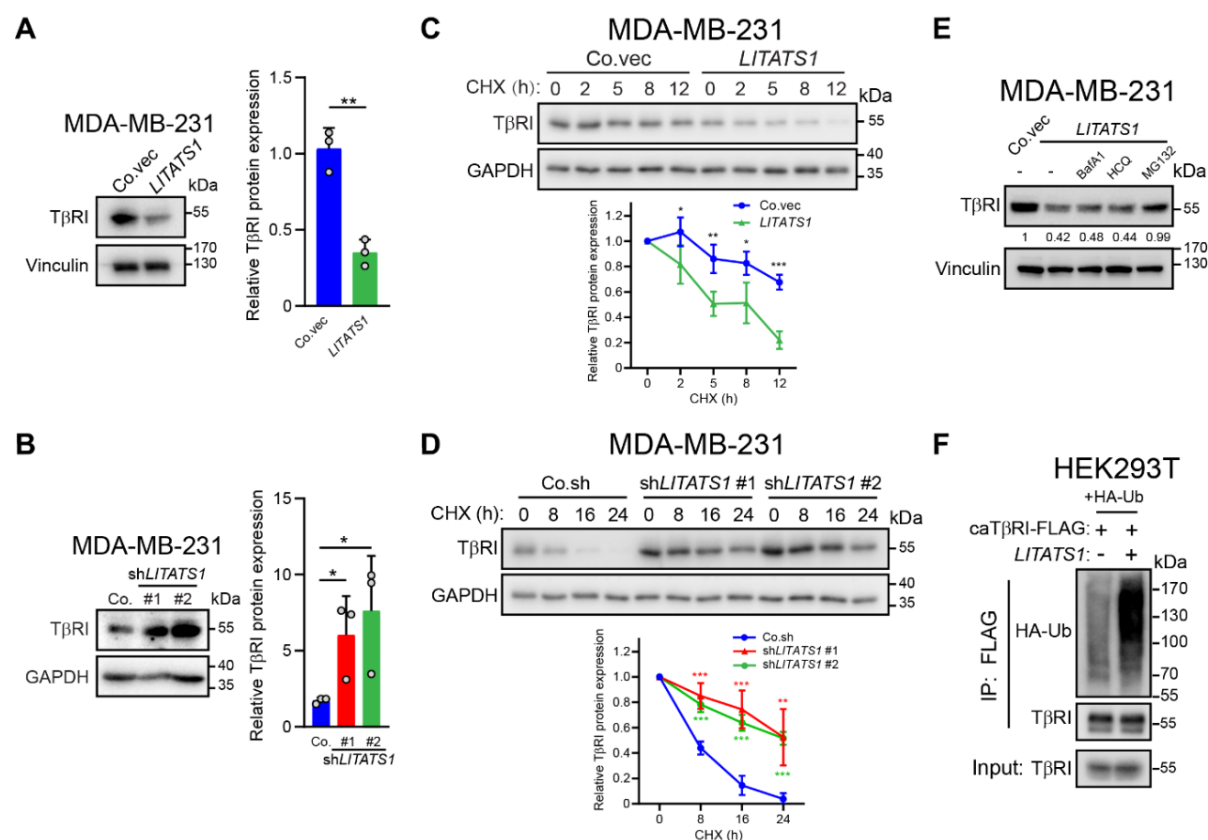 A
MDA-MB-231
Co.vec
LITATS1
kDa
TβRI
55
Vinculin
170
130
Relative TβRI protein expression
1.5
1.0
0.5
0
**
Co.vec
LITATS1
B
MDA-MB-231
shLITATS1
Co. #1 #2 kDa
TβRI
55
GAPDH
40
35
Relative TβRI protein expression
15
10
5
0
*
*
Co. #1 #2
shLITATS1
C
MDA-MB-231
Co.vec LITATS1
CHX (h): 0 2 5 8 12 0 2 5 8 12
kDa
TβRI
55
GAPDH
40
35
Co.vec
LITATS1
Relative TβRI protein expression
1.4
1.2
1.0
0.8
0.6
0.4
0.2
0
* ** * ***
0 2 5 8 12
CHX (h)
D
MDA-MB-231
Co.sh shLITATS1 #1 shLITATS1 #2
CHX (h): 0 8 16 24 0 8 16 24 0 8 16 24 kDa
TβRI
55
GAPDH
40
35
Co.sh
shLITATS1 #1
shLITATS1 #2
Relative TβRI protein expression
1.2
1.0
0.8
0.6
0.4
0.2
0
*** *** **
*** *** ***
0 8 16 24
CHX (h)
E
MDA-MB-231
Co.vec
LITATS1
- - BafA1 HCQ MG132
kDa
TβRI
55
1 0.42 0.48 0.44 0.99
Vinculin
170
130
F
HEK293T
+HA-Ub
caTβRI-FLAG: + +
LITATS1: - +
kDa
IP: FLAG
HA-Ub
170
130
100
70
55
TβRI
55
Input: TβRI
55